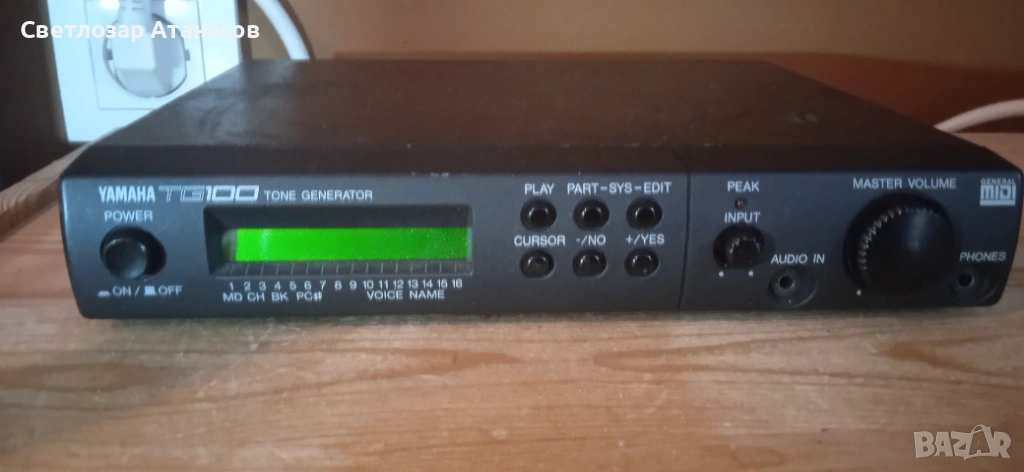 Светлозар Атанасов
YAMAHA TG100 TONE GENERATOR
POWER
ON / OFF
1 2 3 4 5 6 7 8 9 10 11 12 13 14 15 16
MD CH BK PC# VOICE NAME
PLAY PART-SYS-EDIT
CURSOR -/NO +/YES
PEAK
INPUT
AUDIO IN
MASTER VOLUME
PHONES
GENERAL
MIDI
BAZAR.bg